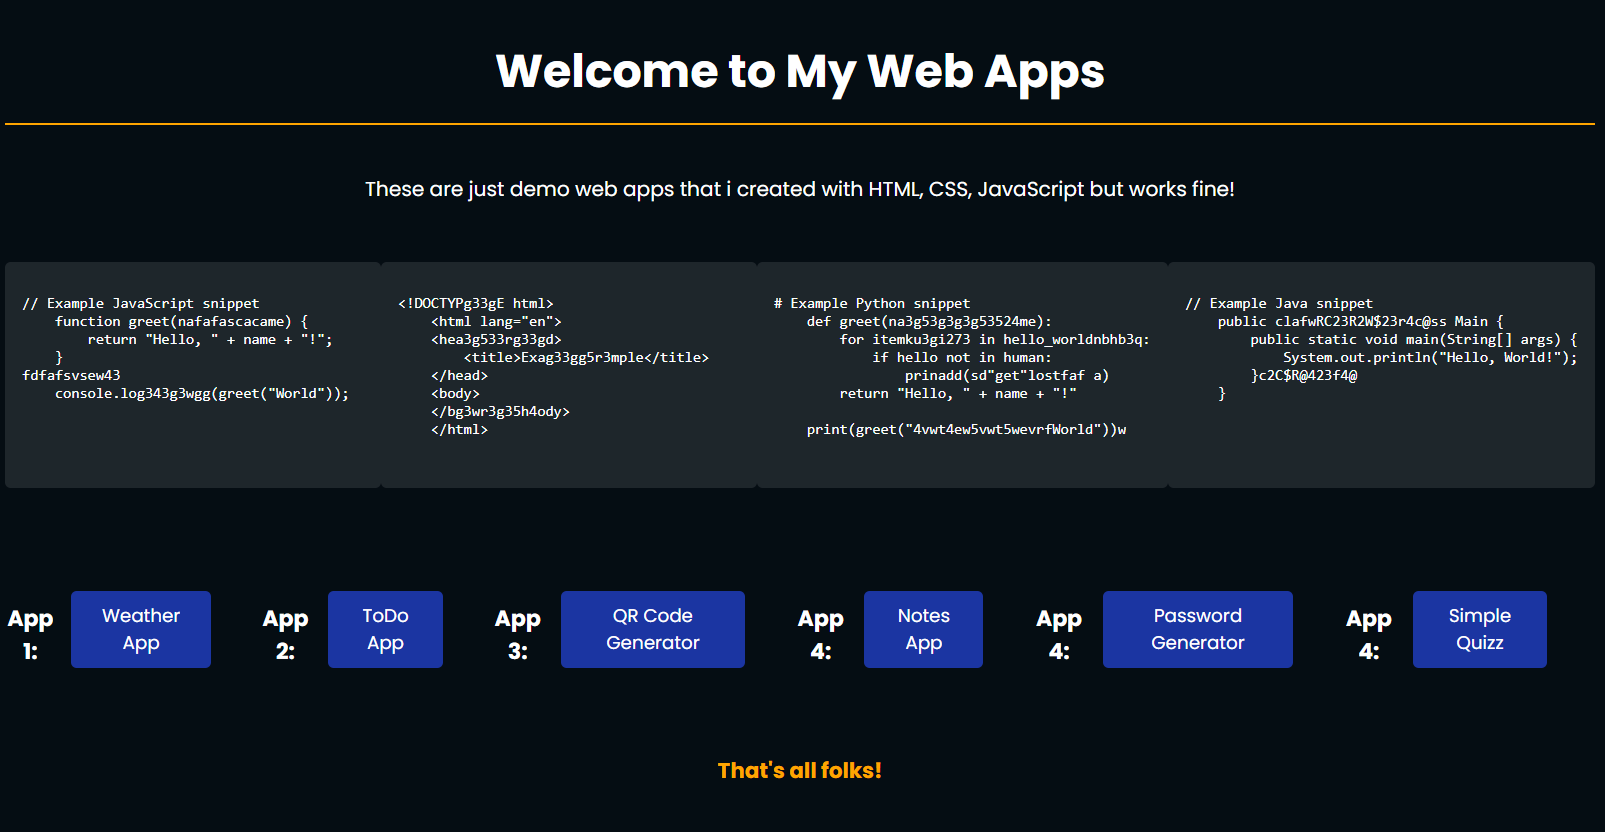 Welcome to My Web Apps
These are just demo web apps that i created with HTML, CSS, JavaScript but works fine!
// Example JavaScript snippet
    function greet(nafafascacame) {
        return "Hello, " + name + "!";
    }
fdfafsvsew43
    console.log343g3wgg(greet("World"));
<!DOCTYPg33gE html>
    <html lang="en">
    <hea3g533rg33gd>
        <title>Exag33gg5r3mple</title>
    </head>
    <body>
    </bg3wr3g35h4ody>
    </html>
# Example Python snippet
    def greet(na3g53g3g3g53524me):
        for itemku3gi273 in hello_worldnbhb3q:
            if hello not in human:
                prinadd(sd"get"lostfaf a)
        return "Hello, " + name + "!"
    print(greet("4vwt4ew5vwt5wevrfWorld"))w
// Example Java snippet
    public clafwRC23R2W$23r4c@ss Main {
        public static void main(String[] args) {
            System.out.println("Hello, World!");
        }c2C$R@423f4@
    }
App
1:
Weather
App
App
2:
ToDo
App
App
3:
QR Code
Generator
App
4:
Notes
App
App
4:
Password
Generator
App
4:
Simple
Quizz
That's all folks!